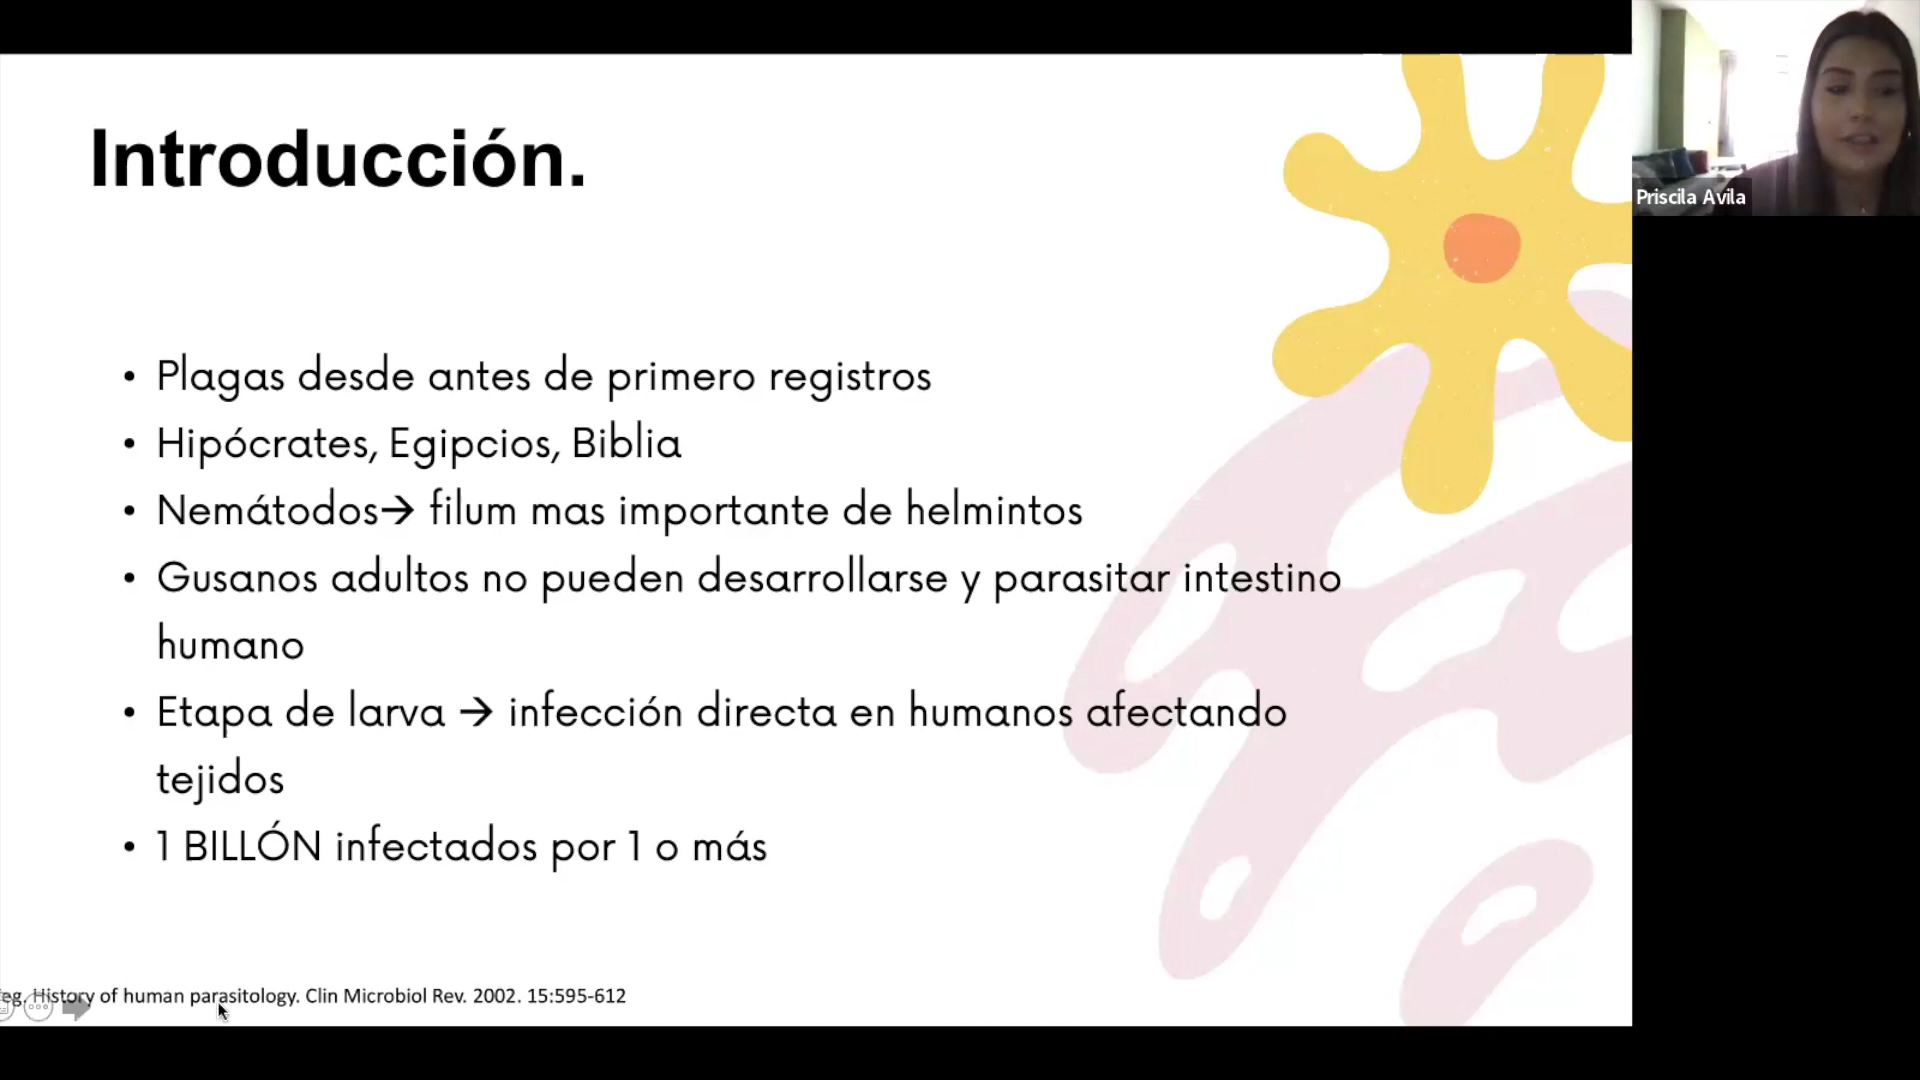 Introducción.
• Plagas desde antes de primero registros
• Hipócrates, Egipcios, Biblia
• Nemátodos→ filum mas importante de helmintos
• Gusanos adultos no pueden desarrollarse y parasitar intestino
humano
• Etapa de larva → infección directa en humanos afectando
tejidos
• 1 BILLÓN infectados por 1 o más
eg. History of human parasitology. Clin Microbiol Rev. 2002. 15:595-612
Priscila Avila